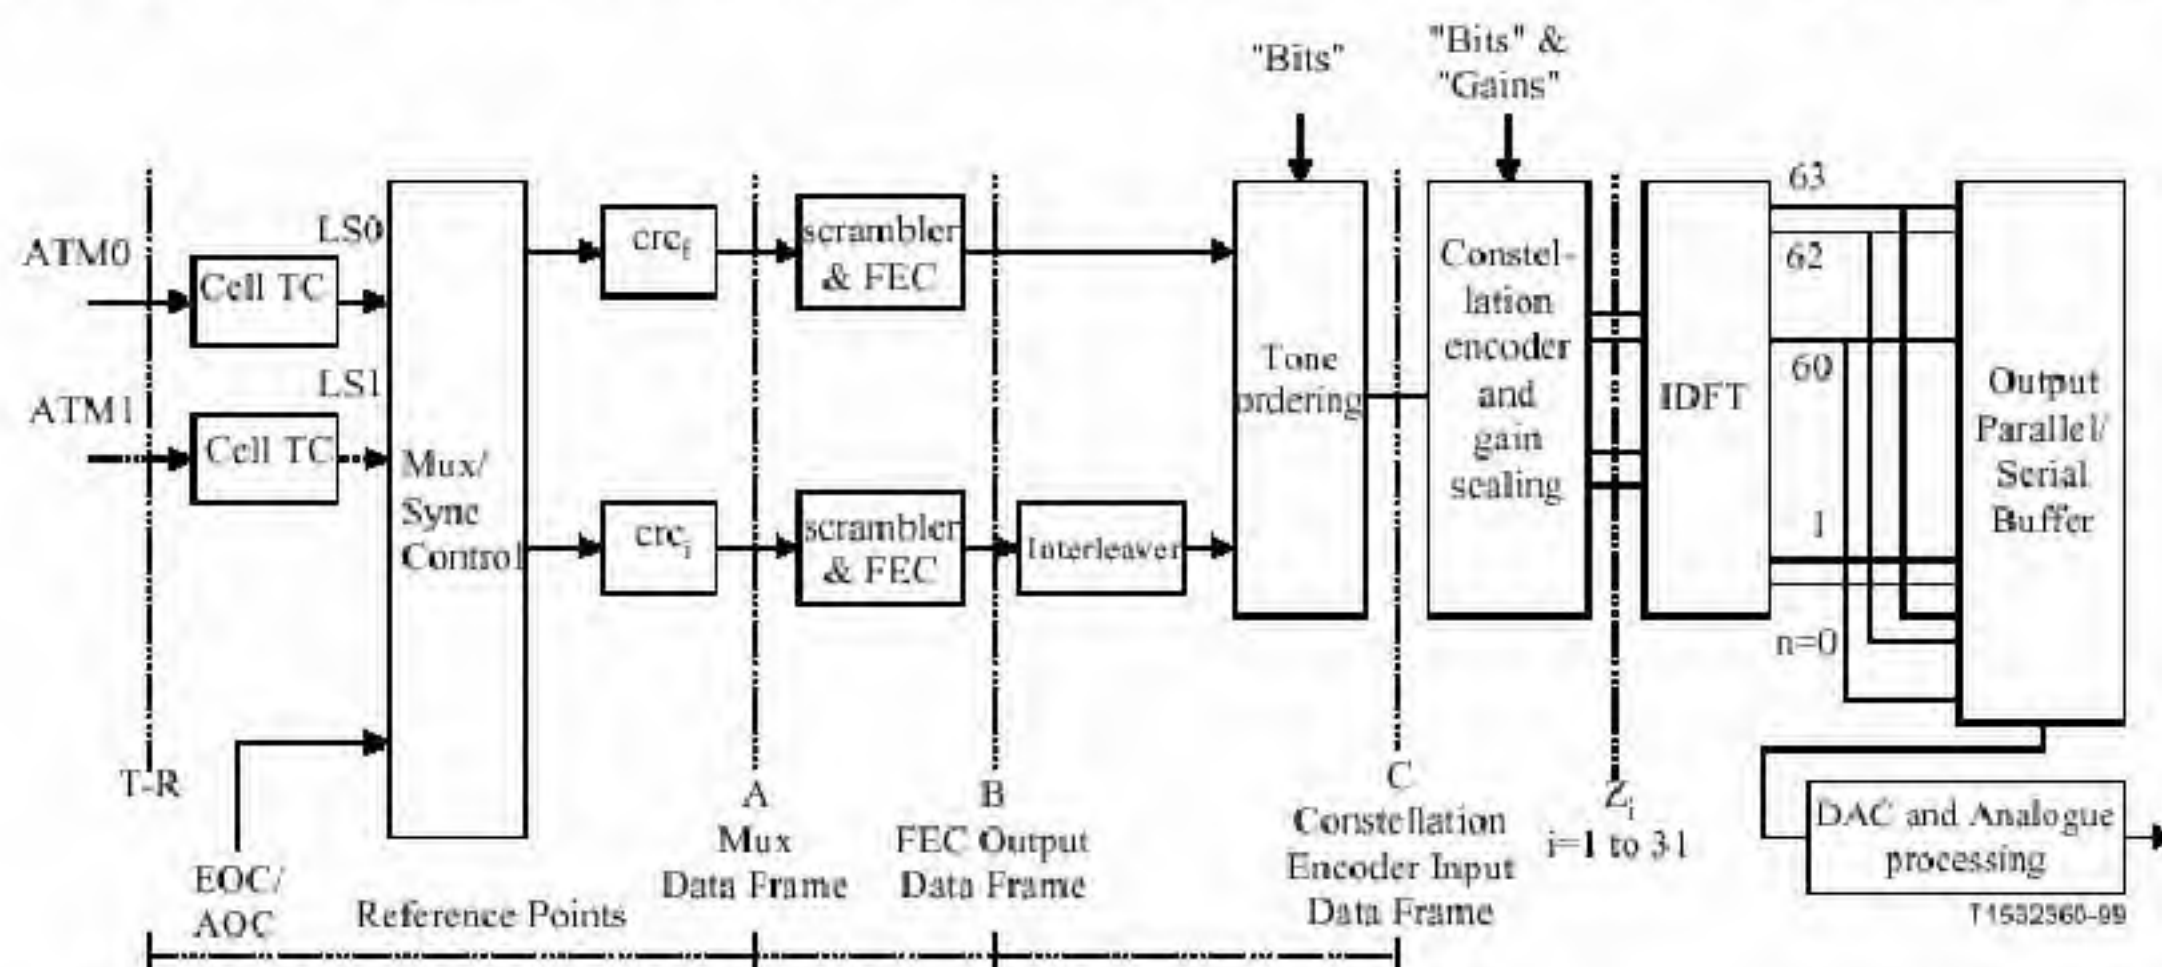 "Bits"
"Bits" &
"Gains"
ATM0
Cell TC
LS0
ATM1
Cell TC
LS1
Mux/
Sync
Control
crcf
scrambler
& FEC
crci
scrambler
& FEC
Interleaver
Tone
ordering
Constel-
lation
encoder
and
gain
scaling
IDFT
63
62
60
1
n=0
Output
Parallel/
Serial
Buffer
T-R
EOC/
AOC
Reference Points
A
Mux
Data Frame
B
FEC Output
Data Frame
C
Constellation
Encoder Input
Data Frame
Zi
i=1 to 31
DAC and Analogue
processing
T1532360-99